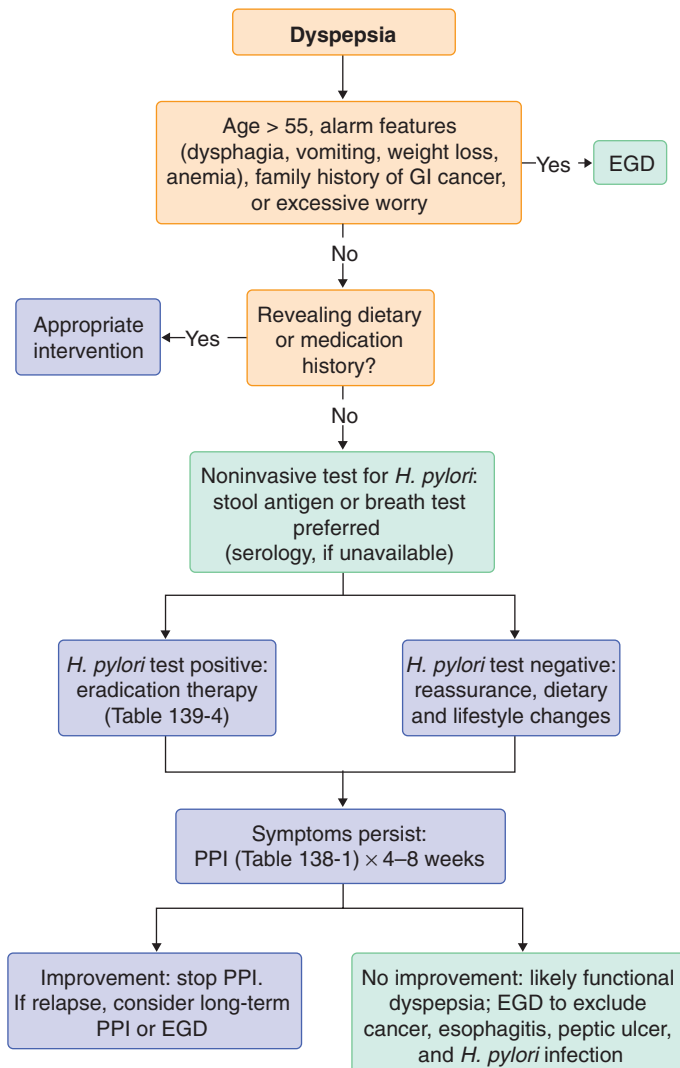 Dyspepsia
Age > 55, alarm features
(dysphagia, vomiting, weight loss,
anemia), family history of GI cancer,
or excessive worry
Yes
EGD
No
Revealing dietary
or medication
history?
Yes
Appropriate
intervention
No
Noninvasive test for H. pylori:
stool antigen or breath test
preferred
(serology, if unavailable)
H. pylori test positive:
eradication therapy
(Table 139-4)
H. pylori test negative:
reassurance, dietary
and lifestyle changes
Symptoms persist:
PPI (Table 138-1) × 4–8 weeks
Improvement: stop PPI.
If relapse, consider long-term
PPI or EGD
No improvement: likely functional
dyspepsia; EGD to exclude
cancer, esophagitis, peptic ulcer,
and H. pylori infection